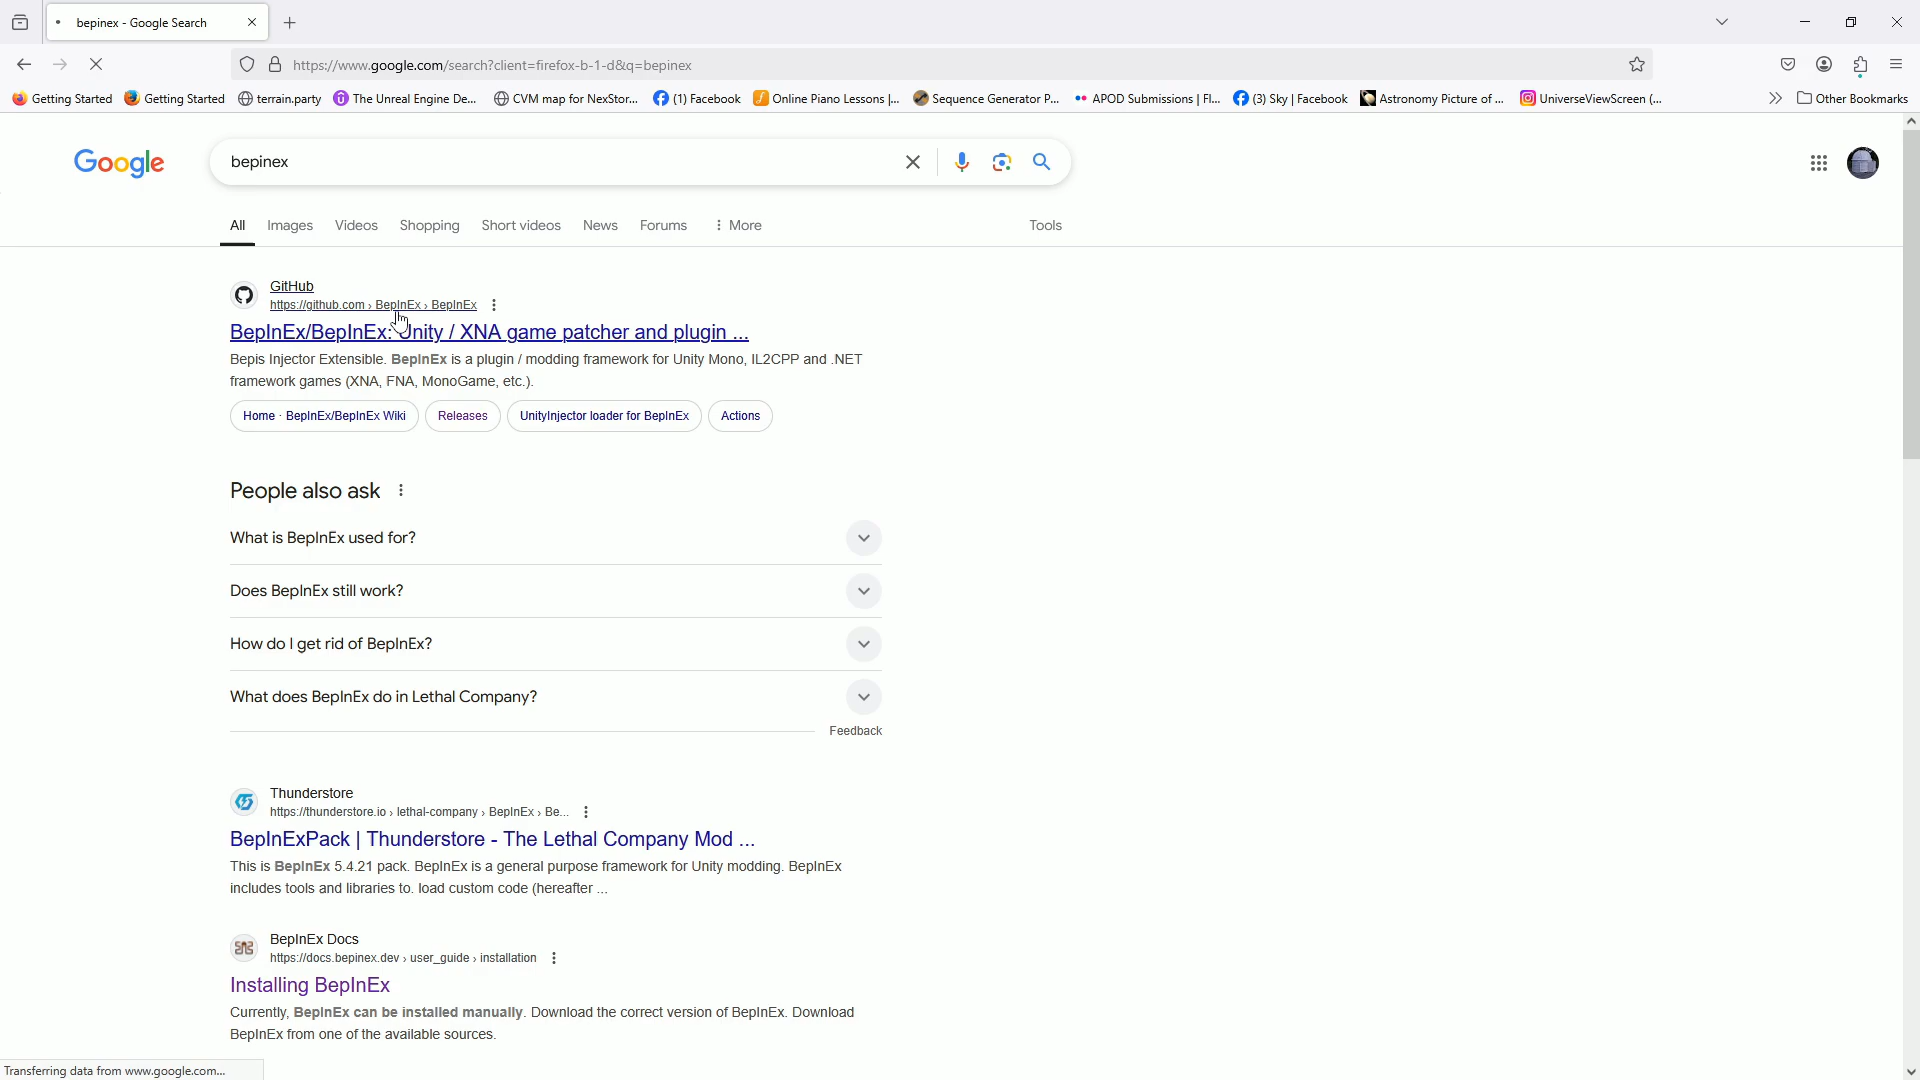 bepinex - Google Search
https://www.google.com/search?client=firefox-b-1-d&q=bepinex
Getting Started
Getting Started
terrain.party
The Unreal Engine De...
CVM map for NexStor...
(1) Facebook
Online Piano Lessons |...
Sequence Generator P...
APOD Submissions | Fl...
(3) Sky | Facebook
Astronomy Picture of ...
UniverseViewScreen (...
Other Bookmarks
Google
bepinex
All
Images
Videos
Shopping
Short videos
News
Forums
More
Tools
GitHub
https://github.com › BepInEx › BepInEx
BepInEx/BepInEx: Unity / XNA game patcher and plugin ...
Bepis Injector Extensible. BepInEx is a plugin / modding framework for Unity Mono, IL2CPP and .NET
framework games (XNA, FNA, MonoGame, etc.).
Home · BepInEx/BepInEx Wiki
Releases
UnityInjector loader for BepInEx
Actions
People also ask
What is BepInEx used for?
Does BepInEx still work?
How do I get rid of BepInEx?
What does BepInEx do in Lethal Company?
Feedback
Thunderstore
https://thunderstore.io › lethal-company › BepInEx › Be...
BepInExPack | Thunderstore - The Lethal Company Mod ...
This is BepInEx 5.4.21 pack. BepInEx is a general purpose framework for Unity modding. BepInEx
includes tools and libraries to. load custom code (hereafter ...
BepInEx Docs
https://docs.bepinex.dev › user_guide › installation
Installing BepInEx
Currently, BepInEx can be installed manually. Download the correct version of BepInEx. Download
BepInEx from one of the available sources.
Transferring data from www.google.com...